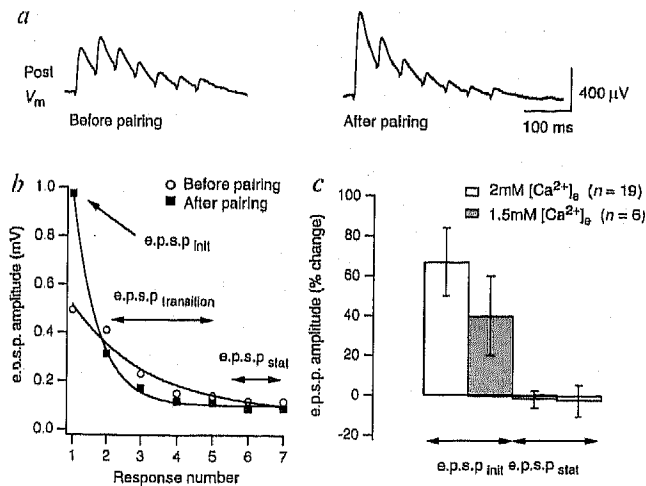 a
Post
Vm
Before pairing
After pairing
400 μV
100 ms
b
Before pairing
After pairing
e.p.s.p init
e.p.s.p transition
e.p.s.p stat
e.p.s.p. amplitude (mV)
1.0
0.8
0.6
0.4
0.2
0.0
1 2 3 4 5 6 7
Response number
c
2mM [Ca2+]e (n = 19)
1.5mM [Ca2+]e (n = 6)
e.p.s.p. amplitude (% change)
100
80
60
40
20
0
-20
e.p.s.p init e.p.s.p stat